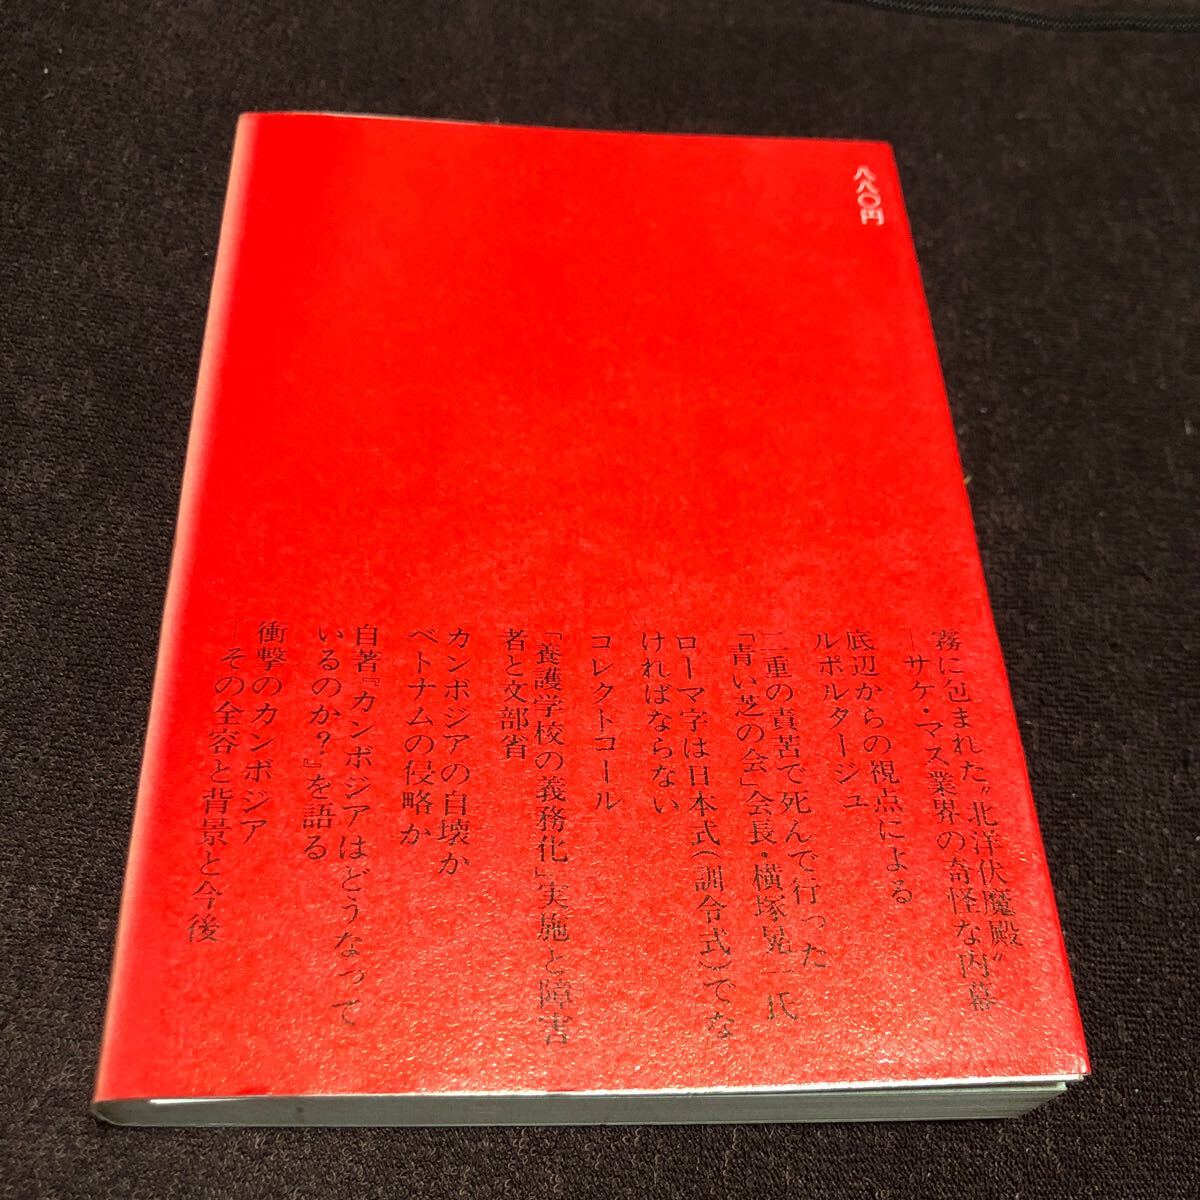 八八〇円
霧に包まれた"北洋伏魔殿"
―サケ・マス業界の奇怪な内幕
底辺からの視点による
ルポルタージュ
二重の責苦で死んで行った
「青い芝の会」会長・横塚晃一氏
ローマ字は日本式(訓令式)でな
ければならない
コレクトコール
「養護学校の義務化」実施と障害
者と文部省
カンボジアの自壊か
ベトナムの侵略か
自著『カンボジアはどうなって
いるのか?』を語る
衝撃のカンボジア
―その全容と背景と今後